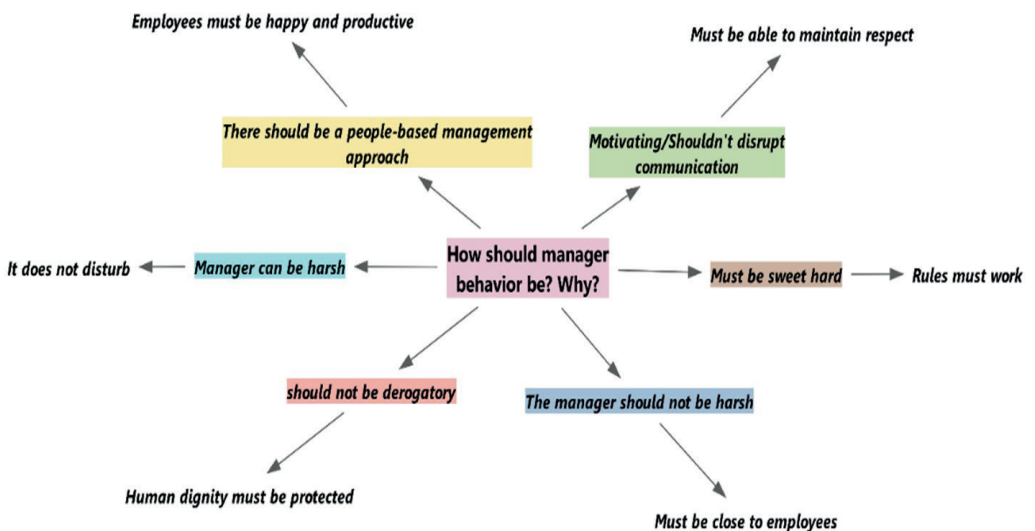 Employees must be happy and productive
Must be able to maintain respect
There should be a people-based management
approach
Motivating/Shouldn't disrupt
communication
How should manager
behavior be? Why?
It does not disturb
Manager can be harsh
Must be sweet hard
Rules must work
should not be derogatory
The manager should not be harsh
Human dignity must be protected
Must be close to employees